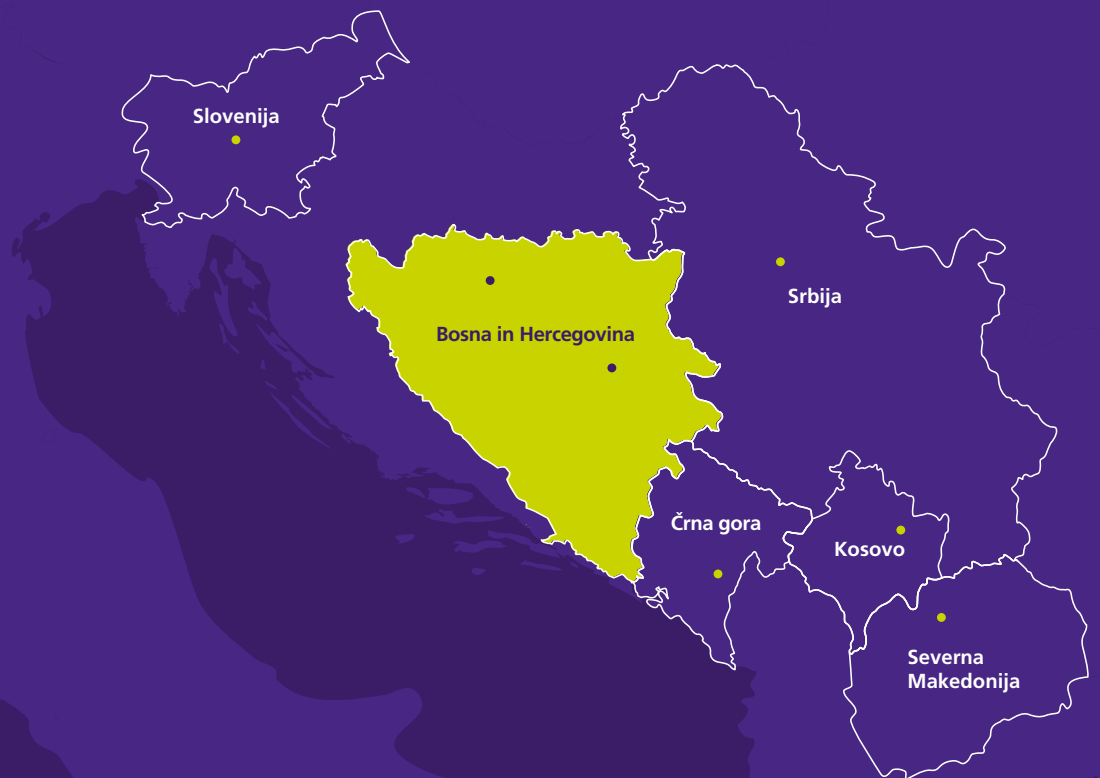 Slovenija
Srbija
Bosna in Hercegovina
Črna gora
Kosovo
Severna
Makedonija